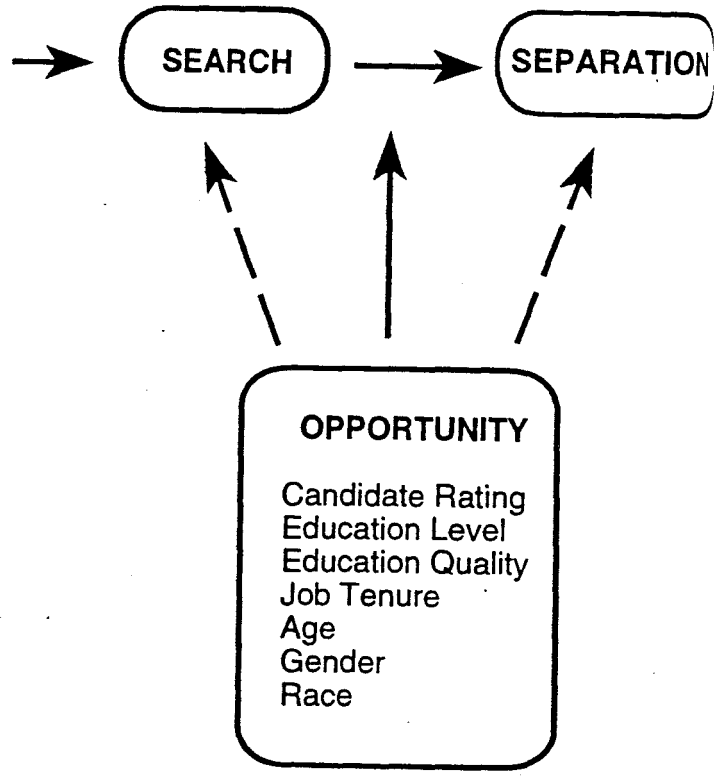 SEARCH
SEPARATION
OPPORTUNITY
Candidate Rating
Education Level
Education Quality
Job Tenure
Age
Gender
Race